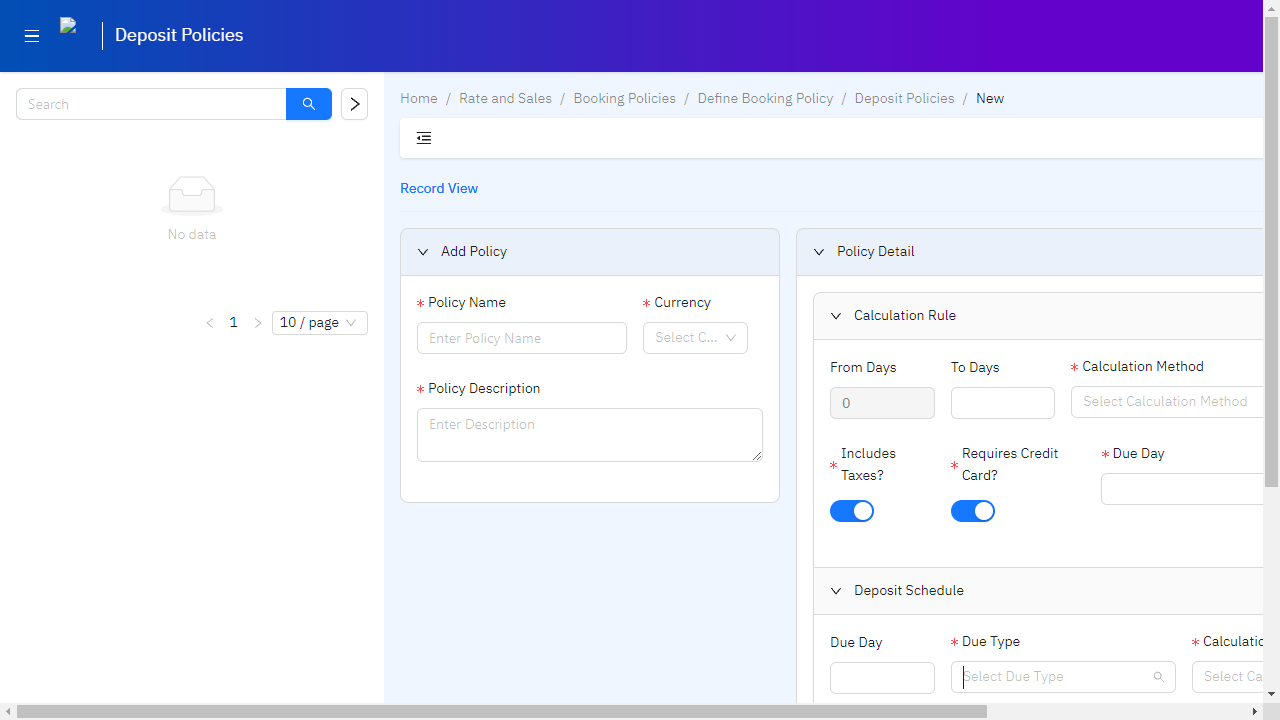 Deposit Policies
Search
No data
1
10 / page
Home / Rate and Sales / Booking Policies / Define Booking Policy / Deposit Policies / New
Record View
Add Policy
* Policy Name
* Currency
Enter Policy Name
Select C...
* Policy Description
Enter Description
Policy Detail
Calculation Rule
From Days
To Days
* Calculation Method
0
Select Calculation Method
* Includes Taxes?
* Requires Credit Card?
* Due Day
Deposit Schedule
Due Day
* Due Type
* Calculatio
Select Due Type
Select Ca